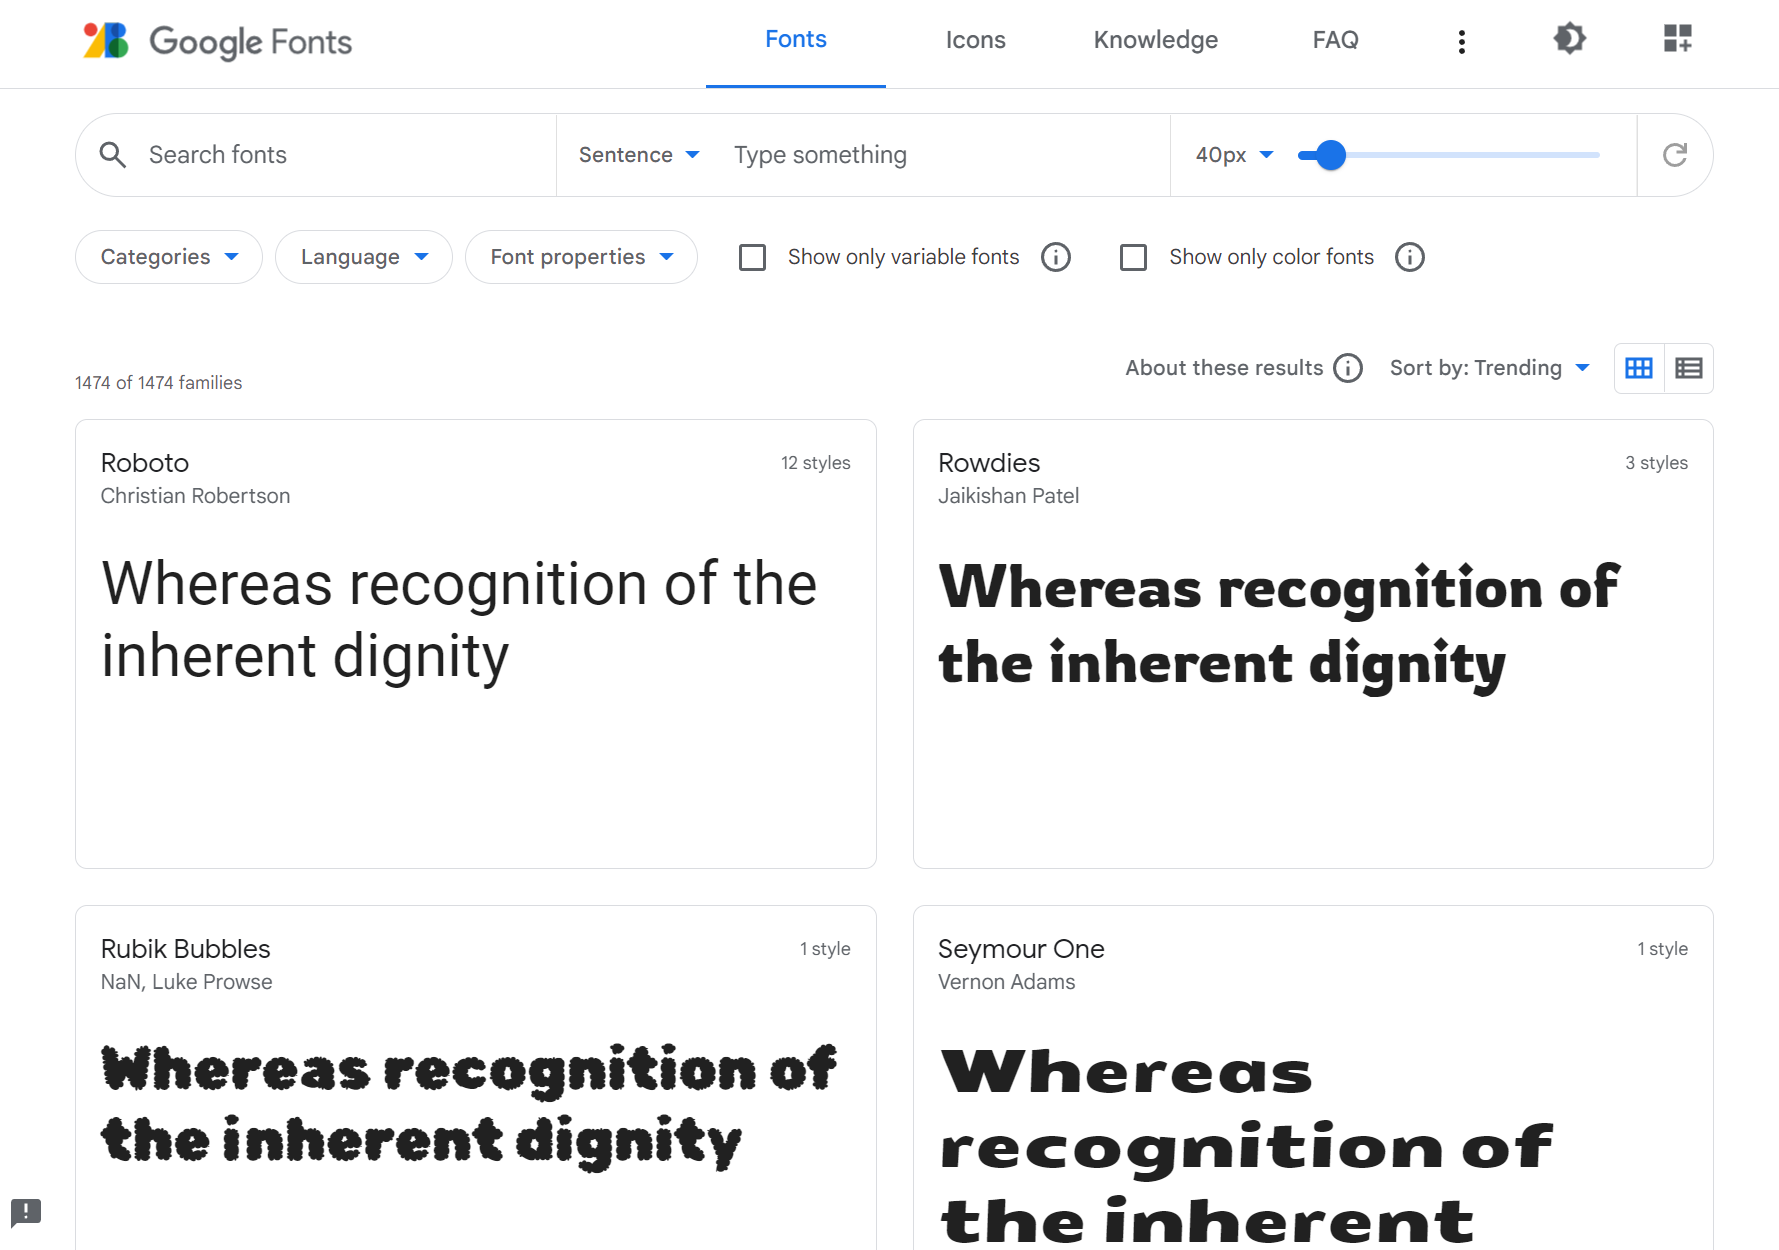 Google Fonts
Fonts
Icons
Knowledge
FAQ
Search fonts
Sentence
Type something
40px
Categories
Language
Font properties
Show only variable fonts
Show only color fonts
1474 of 1474 families
About these results
Sort by: Trending
Roboto
12 styles
Christian Robertson
Whereas recognition of the
inherent dignity
Rowdies
3 styles
Jaikishan Patel
Whereas recognition of
the inherent dignity
Rubik Bubbles
1 style
NaN, Luke Prowse
Whereas recognition of
the inherent dignity
Seymour One
1 style
Vernon Adams
Whereas
recognition of
the inherent